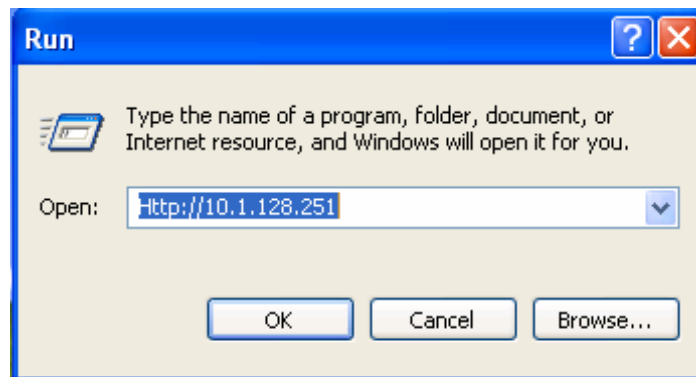 Run
Type the name of a program, folder, document, or
Internet resource, and Windows will open it for you.
Open: Http://10.1.128.251
OK Cancel Browse...